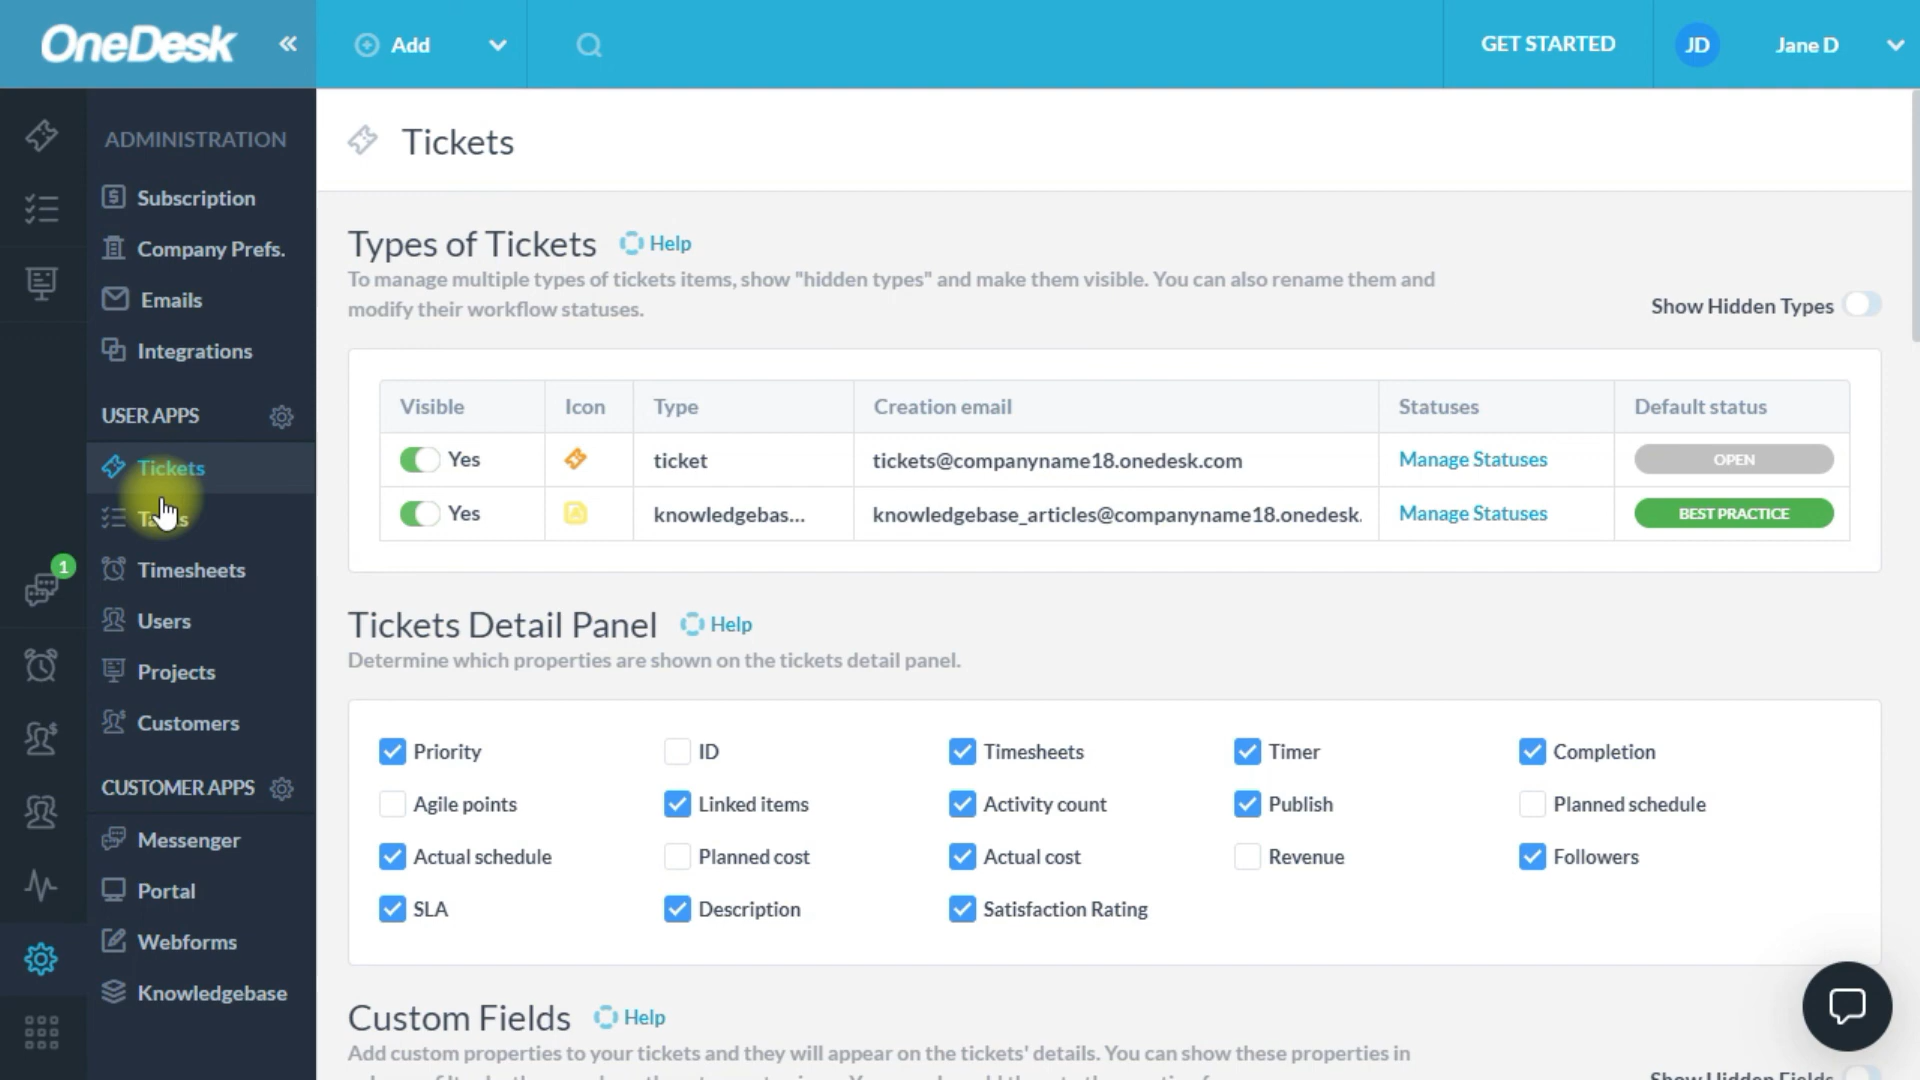 OneDesk
«
Add
GET STARTED
JD
Jane D
ADMINISTRATION
Subscription
Company Prefs.
Emails
Integrations
USER APPS
Tickets
Timesheets
Users
Projects
Customers
CUSTOMER APPS
Messenger
Portal
Webforms
Knowledgebase
1
Tickets
Types of Tickets Help
To manage multiple types of tickets items, show "hidden types" and make them visible. You can also rename them and
modify their workflow statuses.
Show Hidden Types
Visible Icon Type Creation email Statuses Default status
Yes ticket tickets@companyname18.onedesk.com Manage Statuses OPEN
Yes knowledgebas... knowledgebase_articles@companyname18.onedesk. Manage Statuses BEST PRACTICE
Tickets Detail Panel Help
Determine which properties are shown on the tickets detail panel.
Priority ID Timesheets Timer Completion
Agile points Linked items Activity count Publish Planned schedule
Actual schedule Planned cost Actual cost Revenue Followers
SLA Description Satisfaction Rating
Custom Fields Help
Add custom properties to your tickets and they will appear on the tickets' details. You can show these properties in
Show Hidden Fields